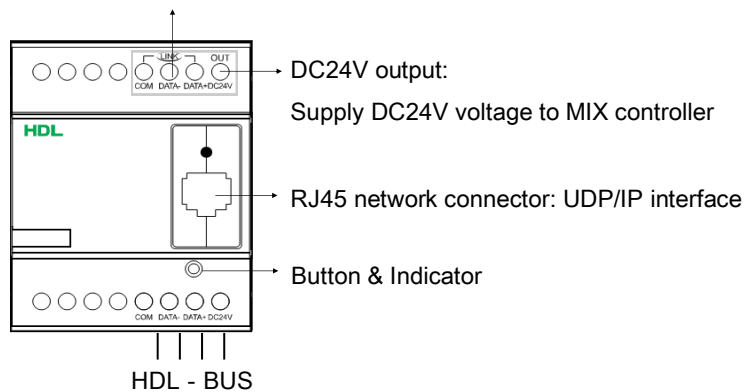 LINK
OUT
COM DATA- DATA+ DC24V
DC24V output:
Supply DC24V voltage to MIX controller
HDL
RJ45 network connector: UDP/IP interface
Button & Indicator
COM DATA- DATA+ DC24V
HDL - BUS